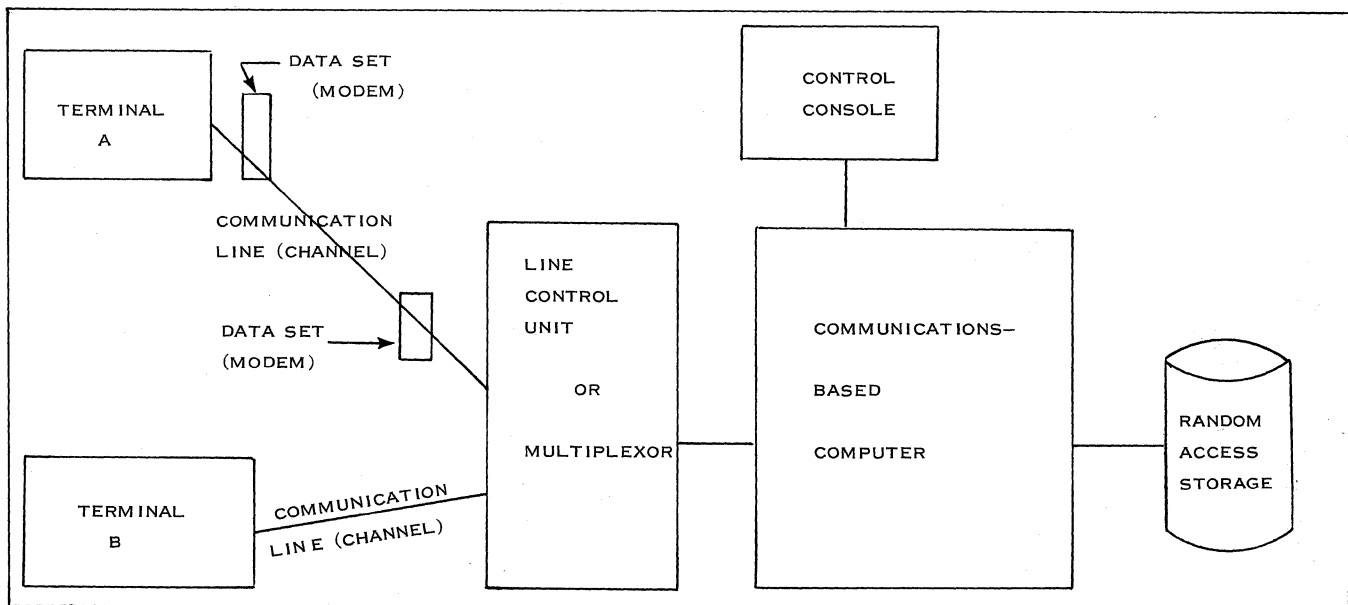 DATA SET
(MODEM)
TERMINAL
A
CONTROL
CONSOLE
COMMUNICATION
LINE (CHANNEL)
DATA SET
(MODEM)
LINE
CONTROL
UNIT
OR
MULTIPLEXOR
COMMUNICATIONS—
BASED
COMPUTER
RANDOM
ACCESS
STORAGE
TERMINAL
B
COMMUNICATION
LINE (CHANNEL)